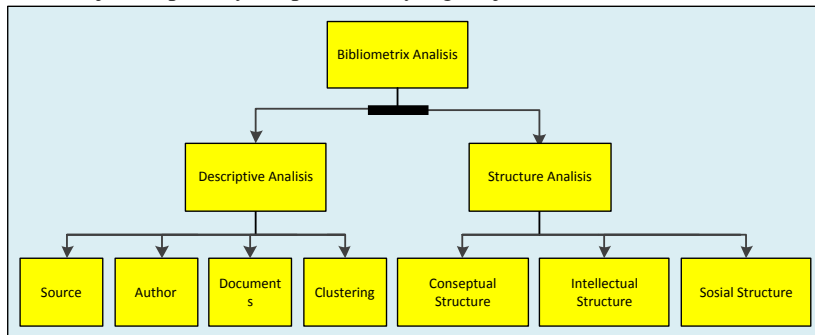 Bibliometrix Analisis
Descriptive Analisis
Structure Analisis
Source
Author
Document
s
Clustering
Conseptual
Structure
Intellectual
Structure
Sosial Structure